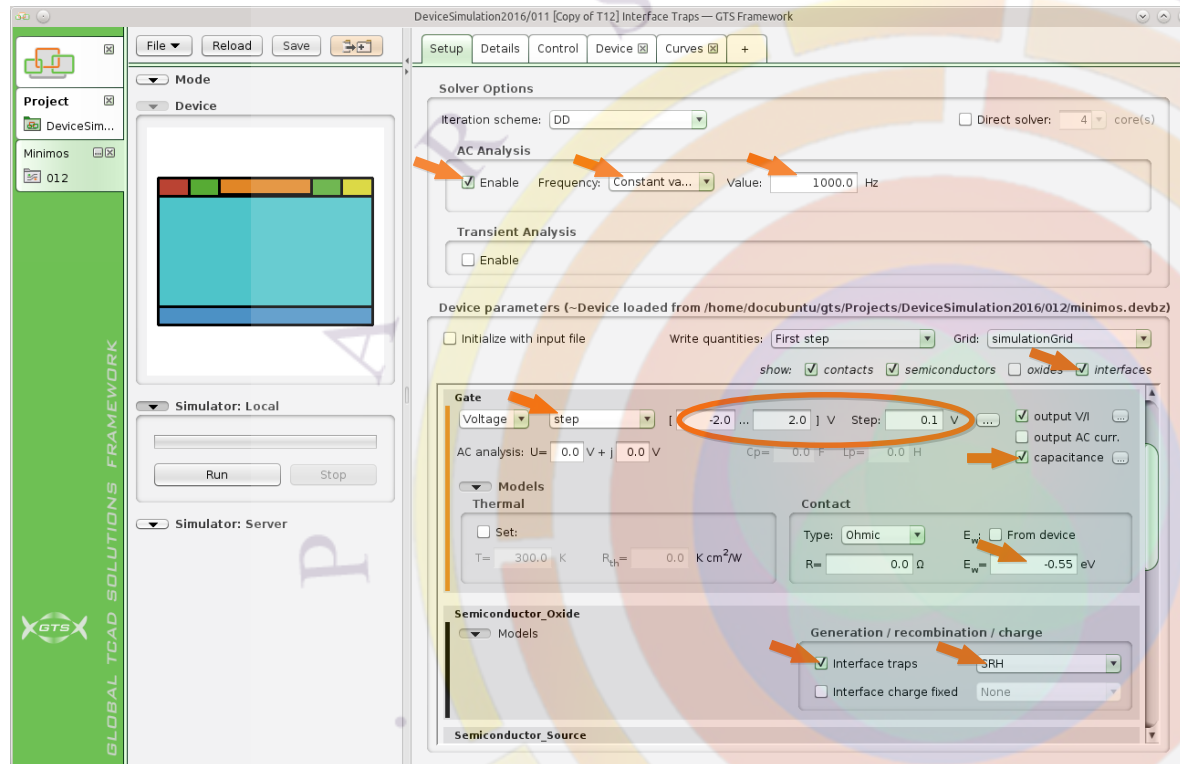 DeviceSimulation2016/011 [Copy of T12] Interface Traps — GTS Framework
File Reload Save
Setup Details Control Device Curves +
Project
DeviceSim...
Minimos
012
Mode
Device
Simulator: Local
Run Stop
Simulator: Server
GLOBAL TCAD SOLUTIONS FRAMEWORK
GTS
Solver Options
Iteration scheme: DD Direct solver: 4 core(s)
AC Analysis
Enable Frequency: Constant va... Value: 1000.0 Hz
Transient Analysis
Enable
Device parameters (~Device loaded from /home/docubuntu/gts/Projects/DeviceSimulation2016/012/minimos.devbz)
Initialize with input file Write quantities: First step Grid: simulationGrid
show: contacts semiconductors oxides interfaces
Gate
Voltage step [ -2.0 ... 2.0 ] V Step: 0.1 V ... output V/I ...
output AC curr.
AC analysis: U= 0.0 V + j 0.0 V Cp= 0.0 F Lp= 0.0 H capacitance ...
Models
Thermal Contact
Set: Type: Ohmic Ew: From device
T= 300.0 K Rth= 0.0 K cm²/W R= 0.0 Ω Ew= -0.55 eV
Semiconductor_Oxide
Models Generation / recombination / charge
Interface traps SRH
Interface charge fixed None
Semiconductor_Source